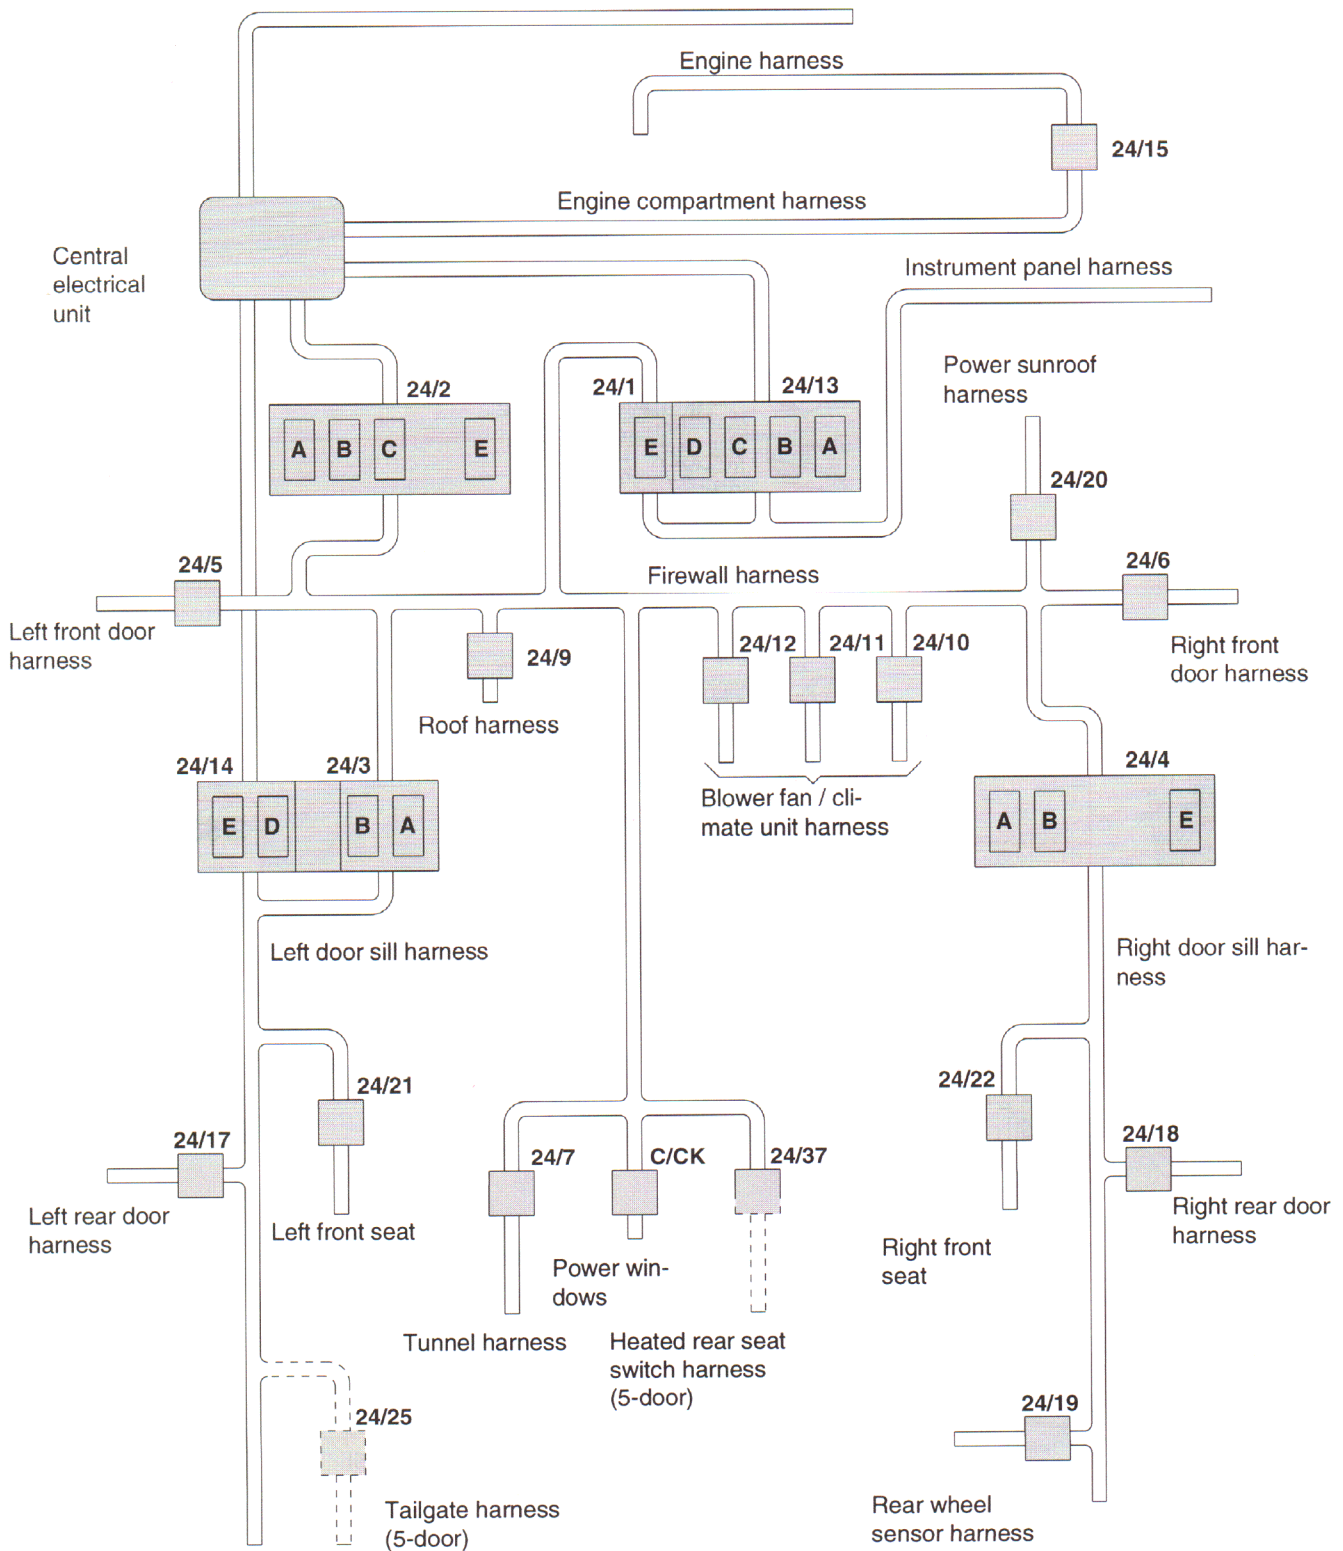 Engine harness
24/15
Engine compartment harness
Central
electrical
unit
Instrument panel harness
Power sunroof
harness
24/2
24/1
24/13
A B C E
E D C B A
24/20
24/5
Firewall harness
24/6
Left front door
harness
24/9
24/12
24/11
24/10
Right front
door harness
Roof harness
24/14
24/3
24/4
Blower fan / cli-
mate unit harness
E D B A
A B E
Left door sill harness
Right door sill har-
ness
24/21
24/22
24/17
24/7
C/CK
24/37
24/18
Left rear door
harness
Left front seat
Power win-
dows
Right front
seat
Right rear door
harness
Tunnel harness
Heated rear seat
switch harness
(5-door)
24/25
24/19
Tailgate harness
(5-door)
Rear wheel
sensor harness